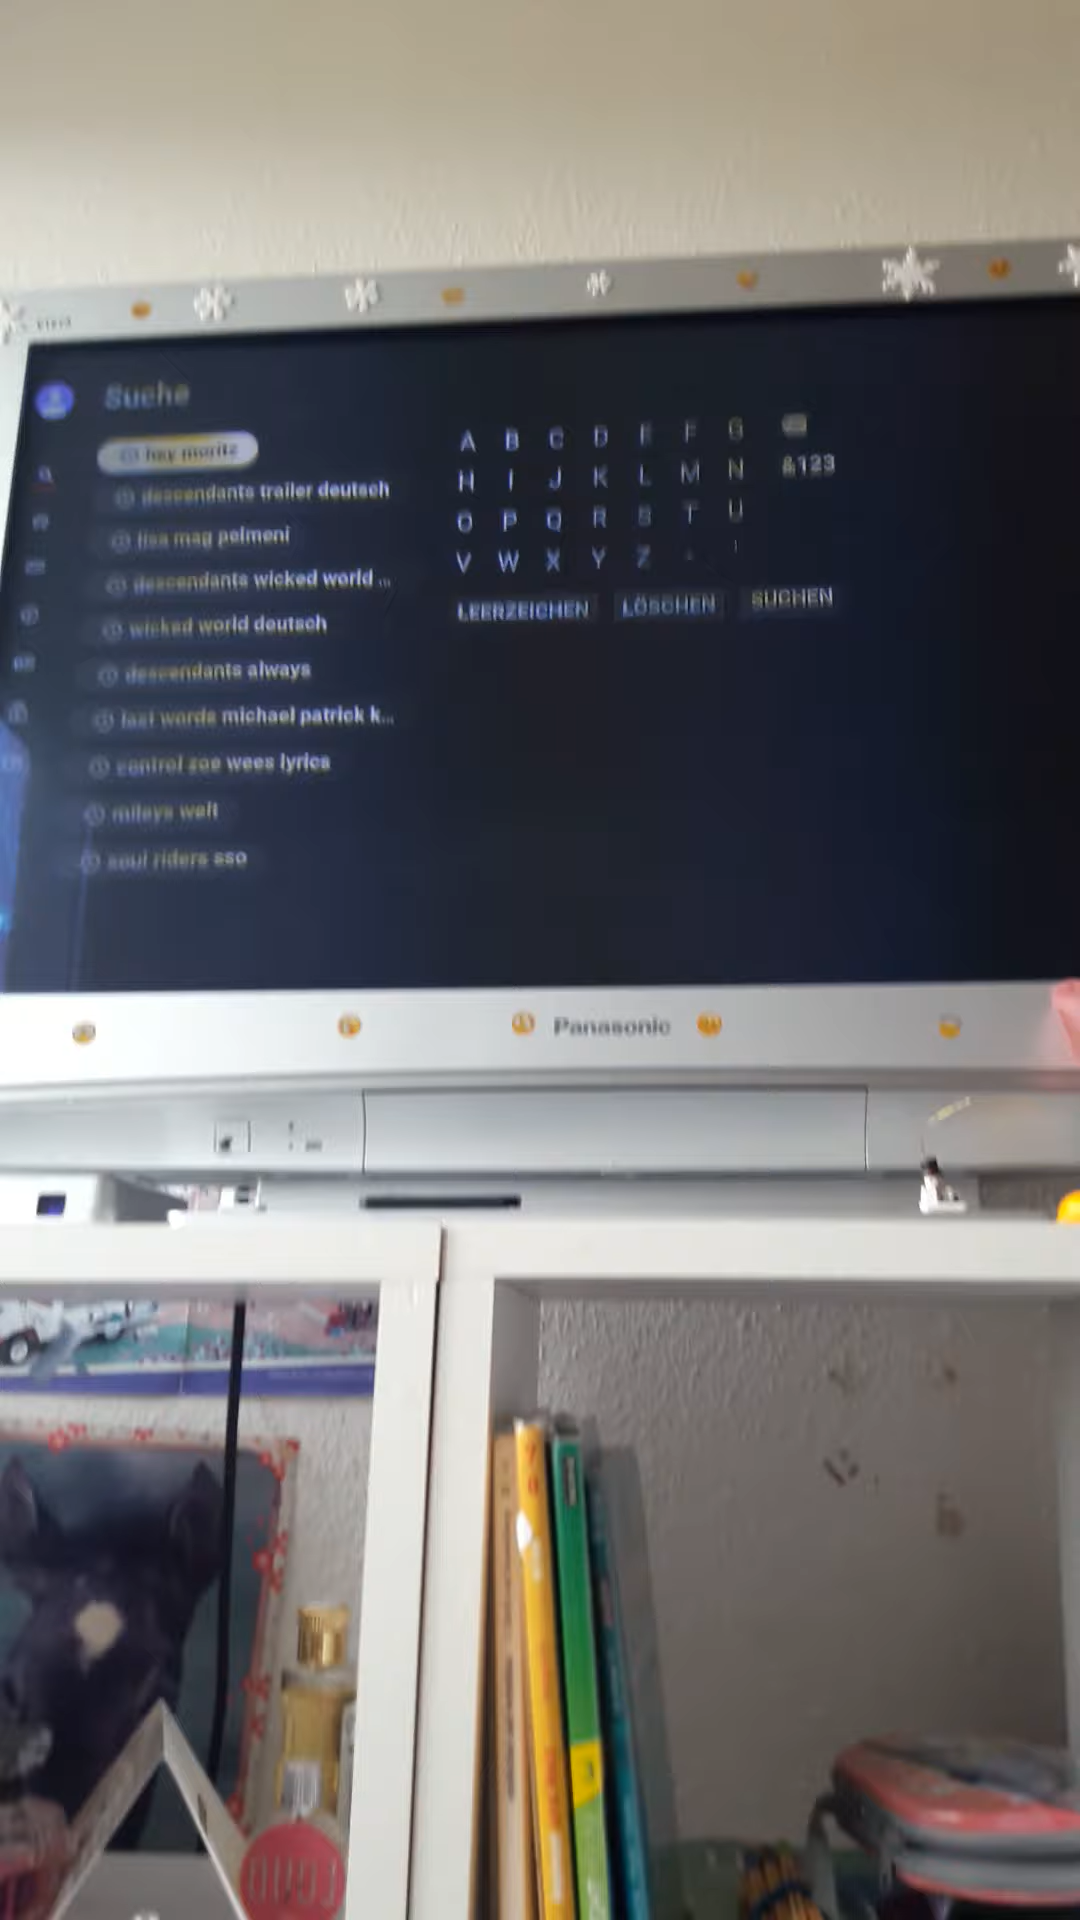 Suche
hey moritz
descendants trailer deutsch
lisa mag pelmeni
descendants wicked world ...
wicked world deutsch
descendants always
last words michael patrick k...
control zoe wees lyrics
mileys welt
soul riders sso
A B C D E F G
H I J K L M N &123
O P Q R S T U
V W X Y Z
LEERZEICHEN LÖSCHEN SUCHEN
Panasonic